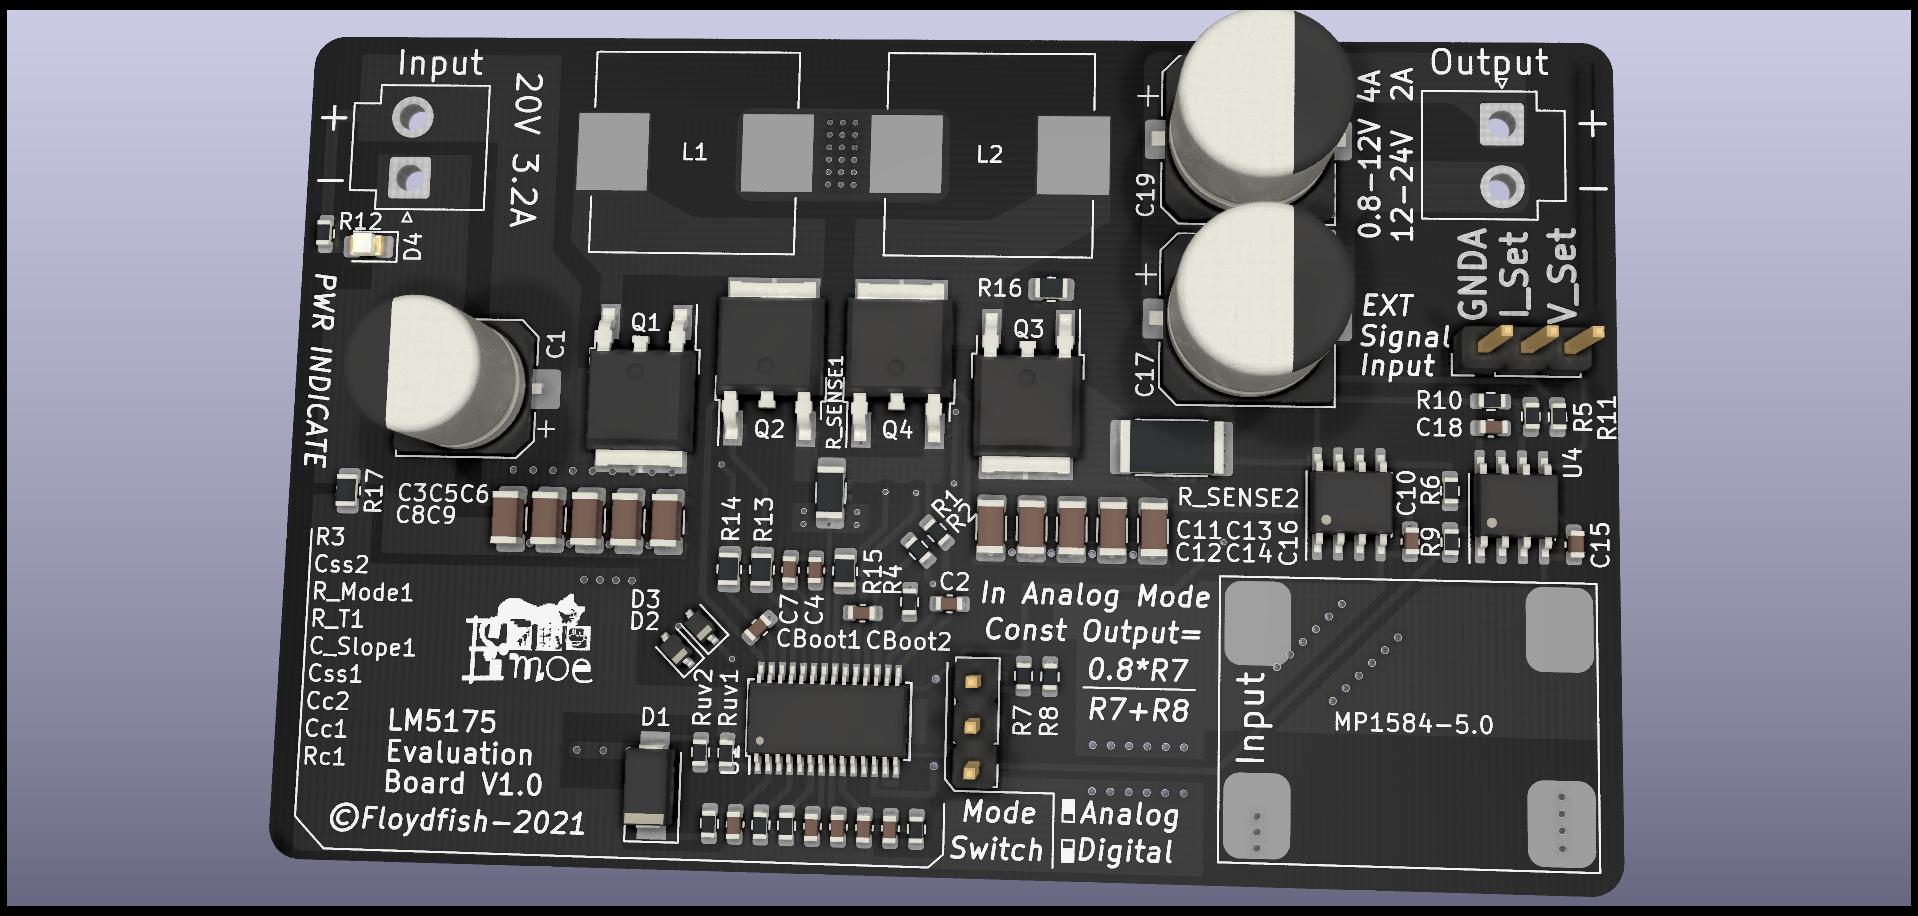 Input
+
−
20V 3.2A
L1
L2
+
C19
0.8−12V 4A
12−24V 2A
Output
+
−
R12
D4
PWR INDICATE
C1
+
Q1
Q2
R_SENSE1
Q4
R16
Q3
+
C17
GNDA
I_Set
V_Set
EXT
Signal
Input
R10
C18
R5
R11
U4
R17
C3C5C6
C8C9
R14
R13
R1
R2
R_SENSE2
C11C13
C12C14
C16
C10
R6
R9
C15
R3
Css2
R_Mode1
R_T1
C_Slope1
Css1
Cc2
Cc1
Rc1
moe
D3
D2
C7
C4
R15
R4
C2
CBoot1
CBoot2
In Analog Mode
Const Output=
0.8*R7
R7+R8
LM5175
Evaluation
Board V1.0
©Floydfish−2021
D1
Ruv2
Ruv1
R7
R8
Mode
Switch
Analog
Digital
Input
MP1584−5.0